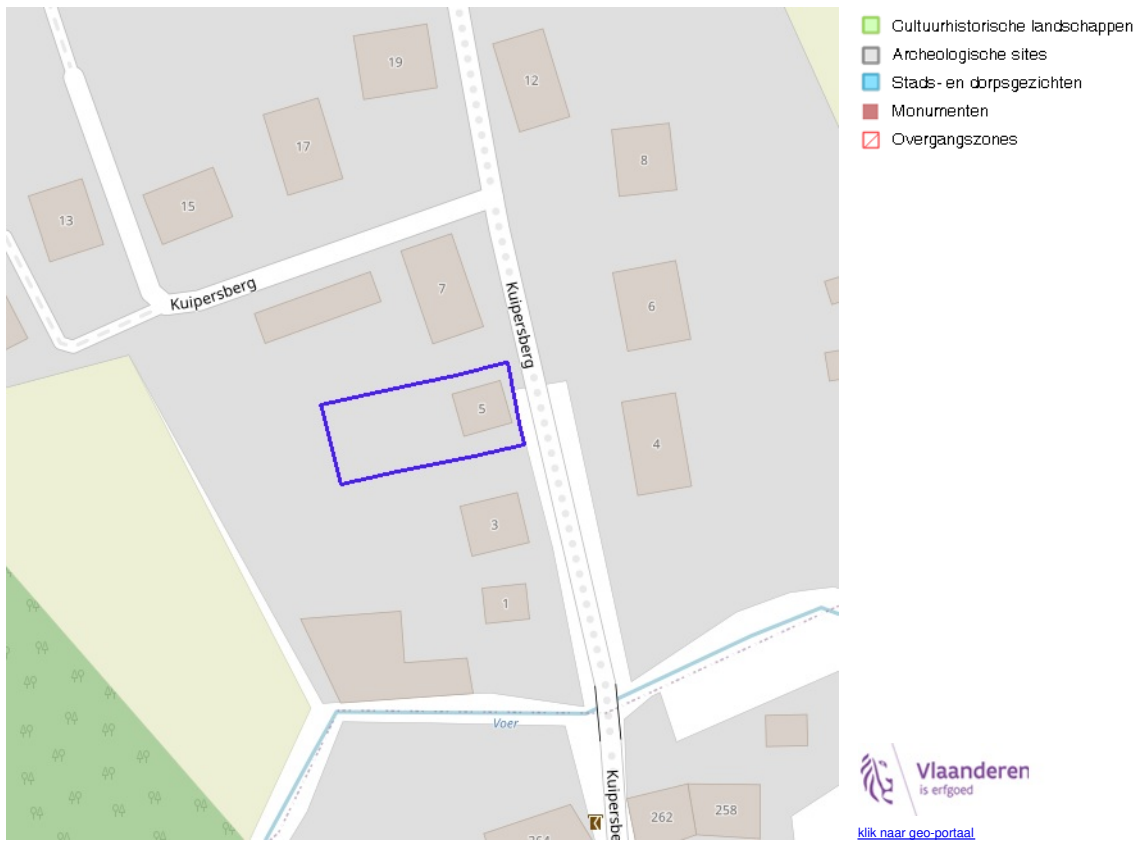 19
12
17
8
15
13
7
Kuipersberg
Kuipersberg
6
5
4
3
1
Voer
Kuipersbe
262
258
264
Cultuurhistorische landschappen
Archeologische sites
Stads- en dorpsgezichten
Monumenten
Overgangszones
Vlaanderen
is erfgoed
klik naar geo-portaal